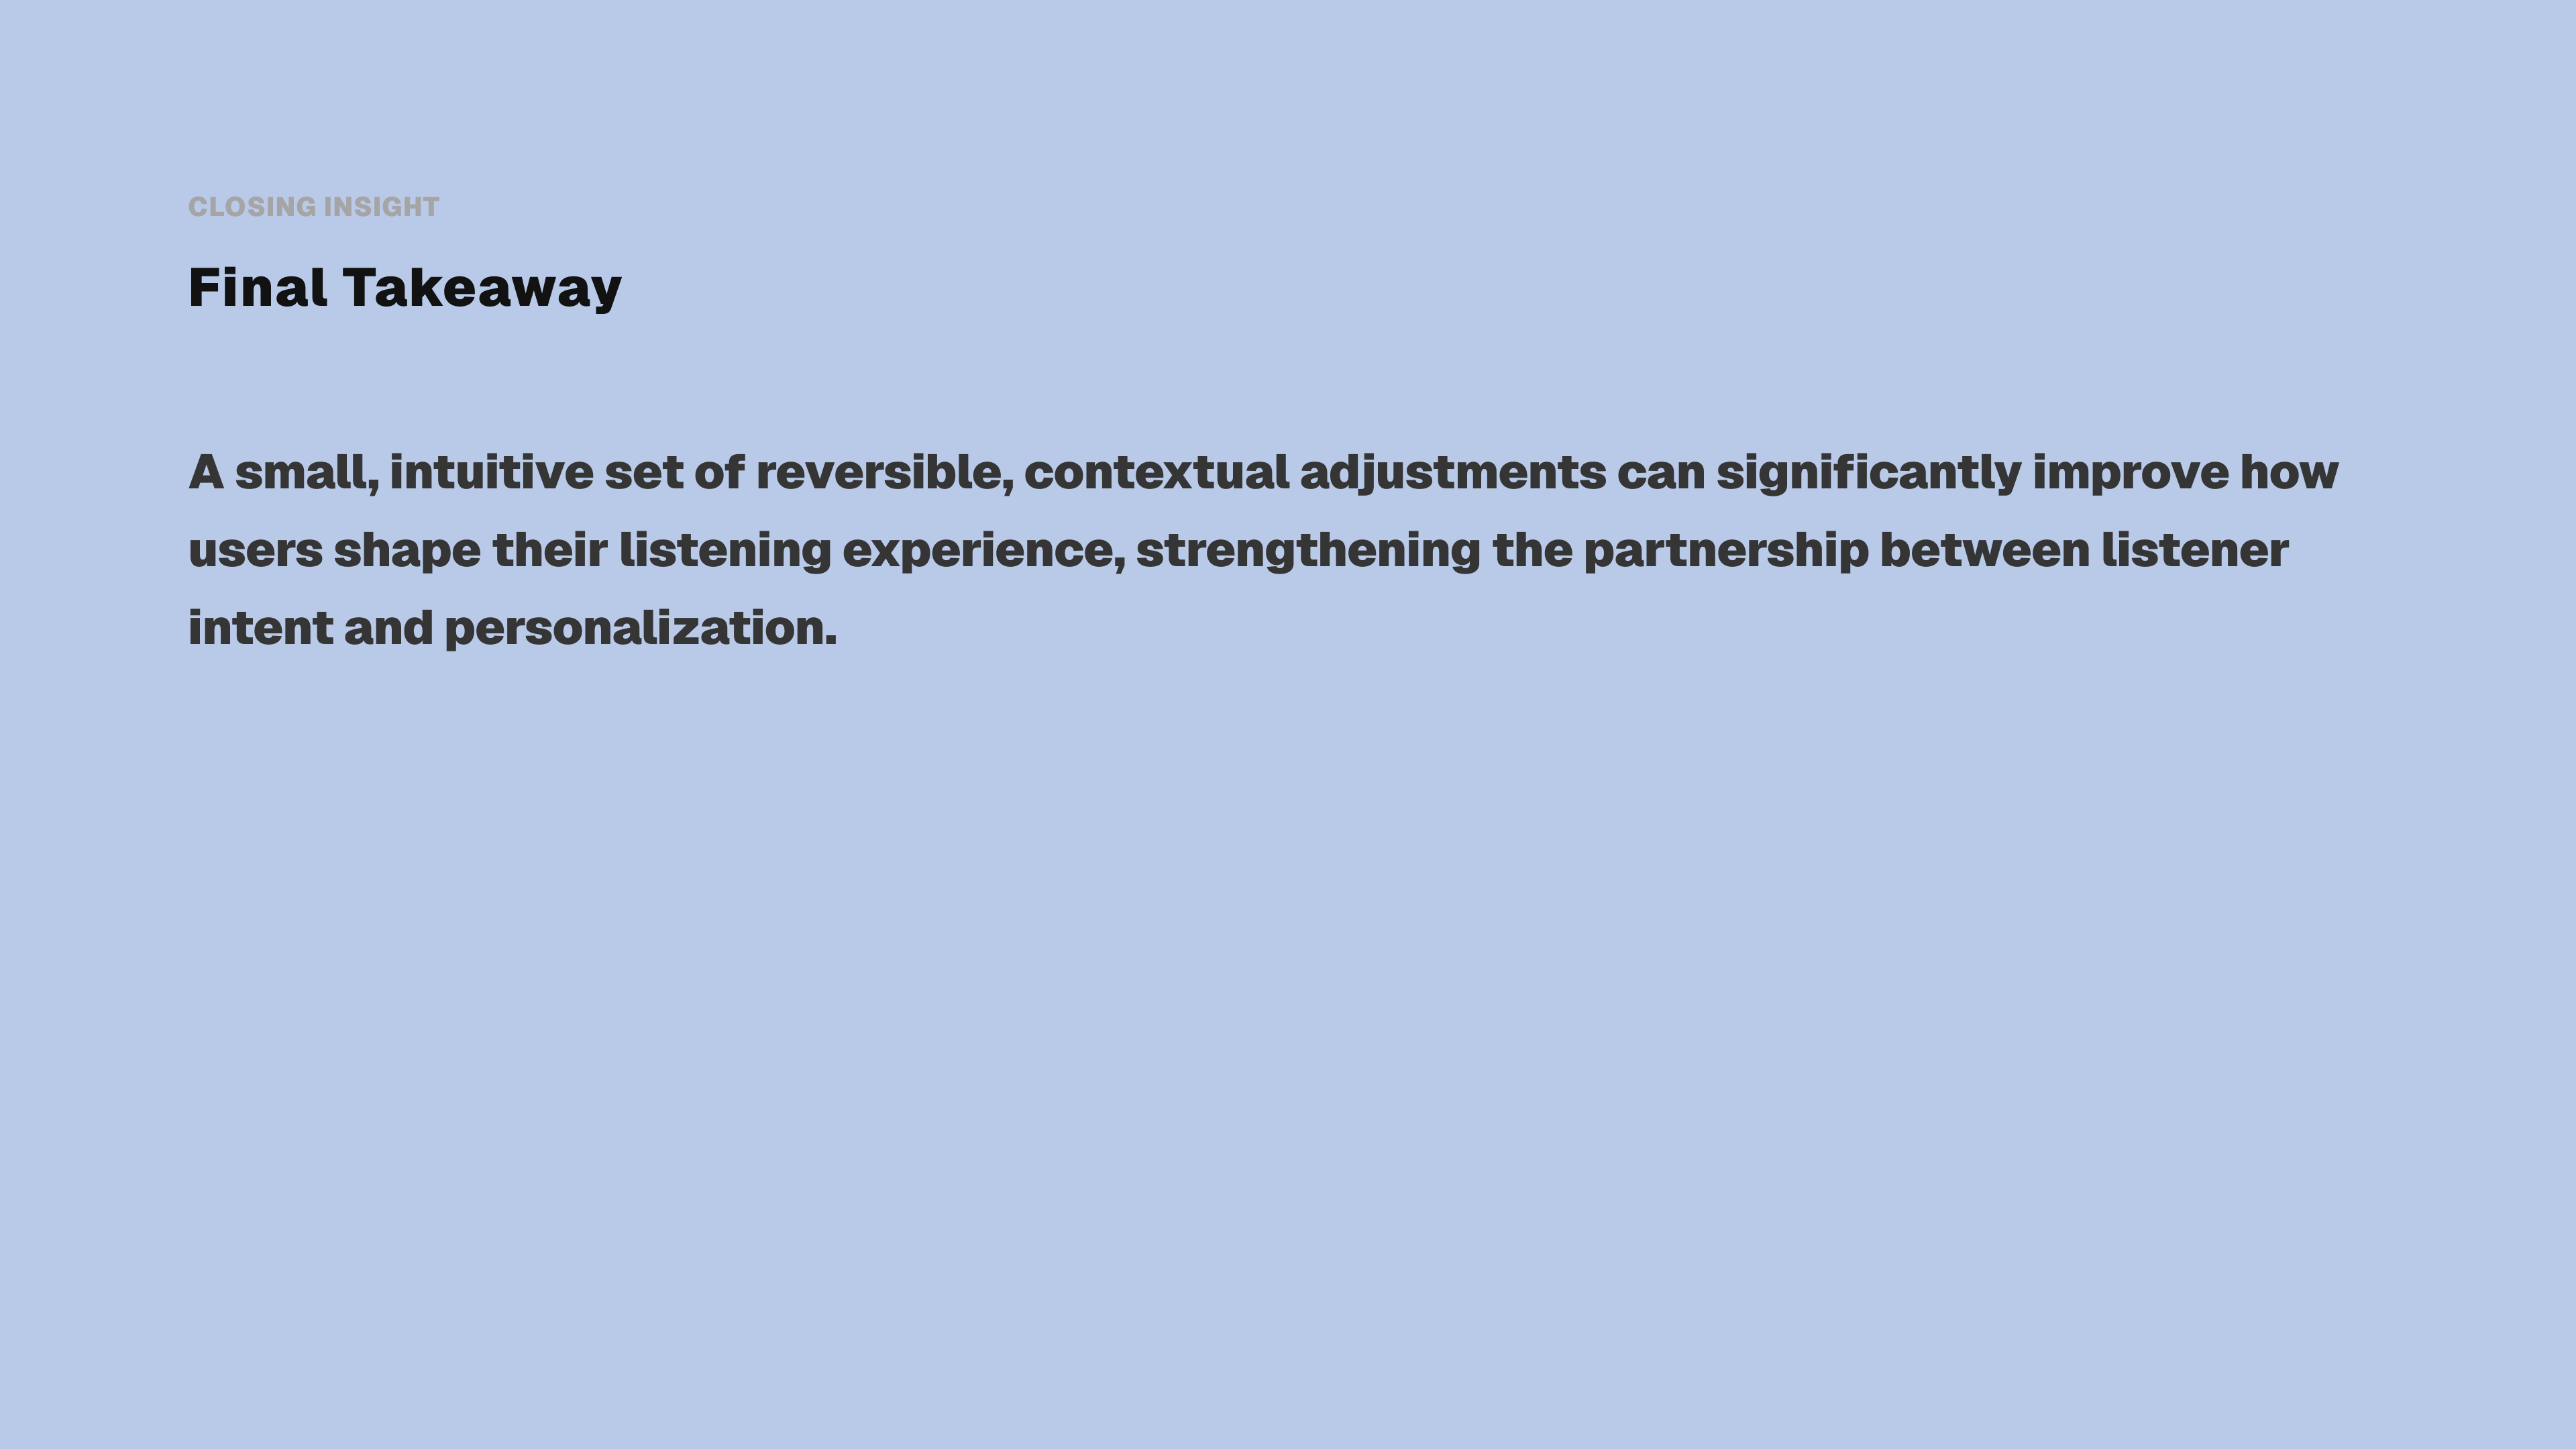 CLOSING INSIGHT
Final Takeaway
A small, intuitive set of reversible, contextual adjustments can significantly improve how
users shape their listening experience, strengthening the partnership between listener
intent and personalization.